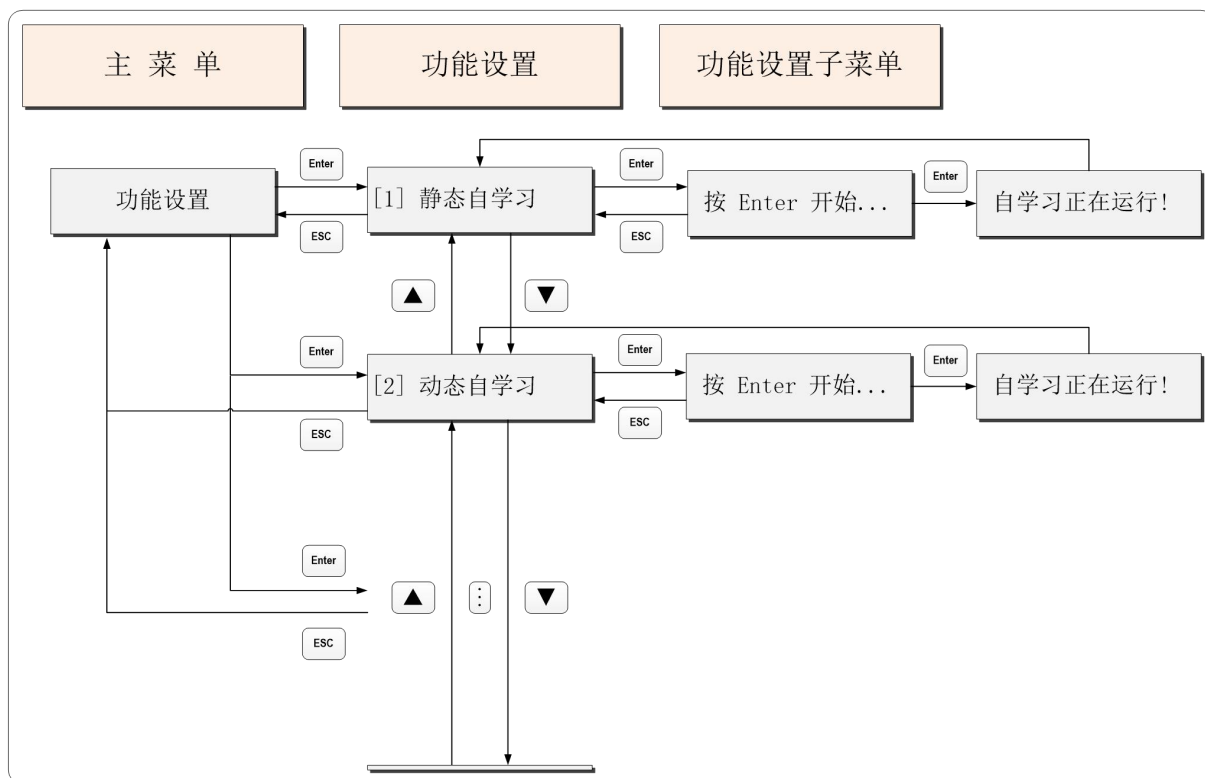 主 菜 单
功能设置
功能设置子菜单
Enter
Enter
Enter
功能设置
[1] 静态自学习
按 Enter 开始...
自学习正在运行!
ESC
ESC
▲
▼
Enter
Enter
Enter
[2] 动态自学习
按 Enter 开始...
自学习正在运行!
ESC
ESC
Enter
▲
⋮
▼
ESC